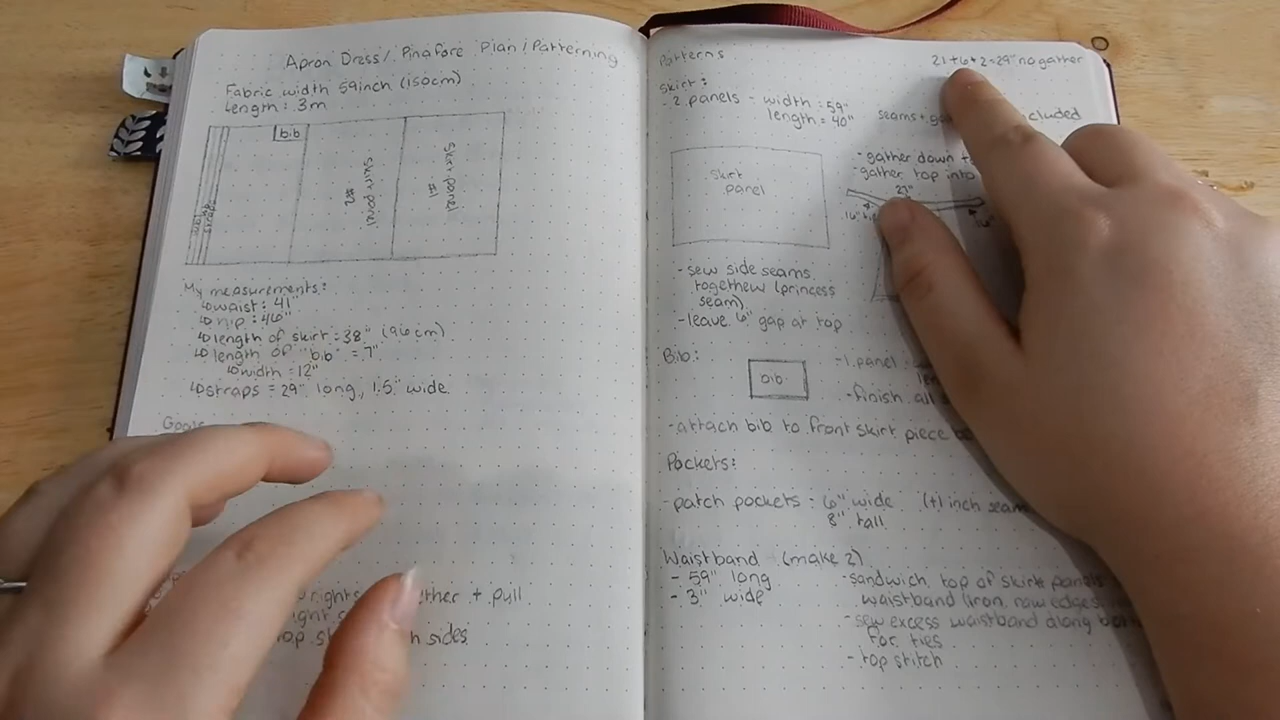 Apron Dress/Pinafore Plan/Patterning
Fabric width 59inch (150cm)
Length: 3m
bib
skirt panel #2
skirt panel #1
My measurements:
waist: 41"
hip: 46"
length of skirt: 38" (96cm)
length of "bib" = 7"
width = 12"
straps = 29" long, 1.5" wide
Goals
+ pull
sides
Patterns
21+6+2=29" no gather
Skirt:
- 2 panels - width = 59"
length = 40"
seams +
- gather down
- gather top into
skirt panel
- sew side seams
togethew (princess
seam)
- leave 6" gap at top
Bib:
bib
- 1 panel
- finish all
- attach bib to front skirt piece
Pockets:
- patch pockets = 6" wide (+) inch seam
8" tall
Waistband (make 2)
- 59" long
- 3" wide
- sandwich top of skirt panels
waistband (iron raw edges
- sew excess waistband along
for ties
- top stitch